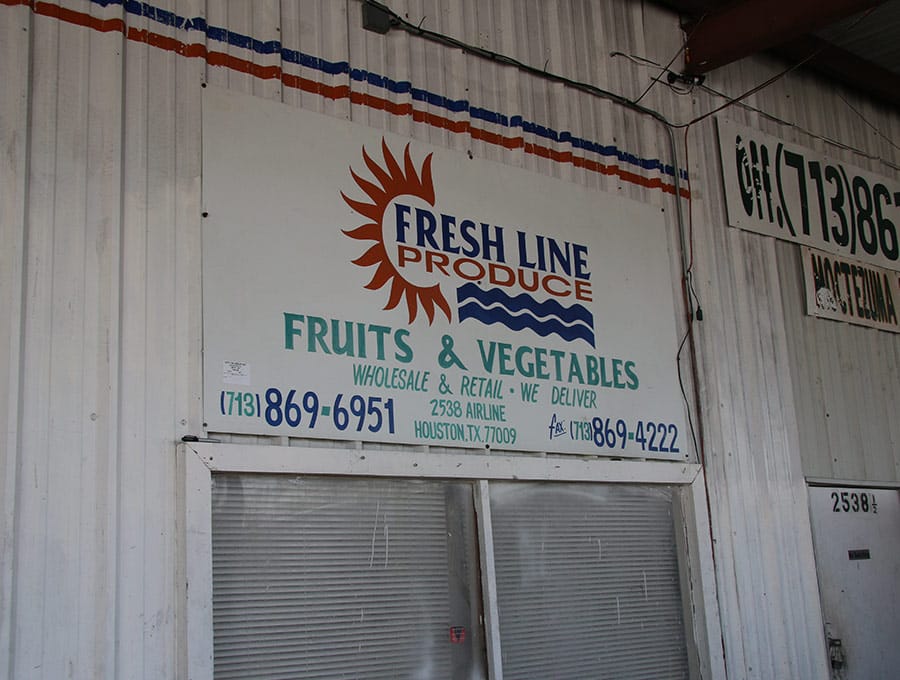 FRESH LINE
PRODUCE
FRUITS & VEGETABLES
WHOLESALE & RETAIL • WE DELIVER
(713) 869-6951
2538 AIRLINE
HOUSTON, TX. 77009
fax (713) 869-4222
Off. (713) 86
MOCTEZUMA
2538 1/2